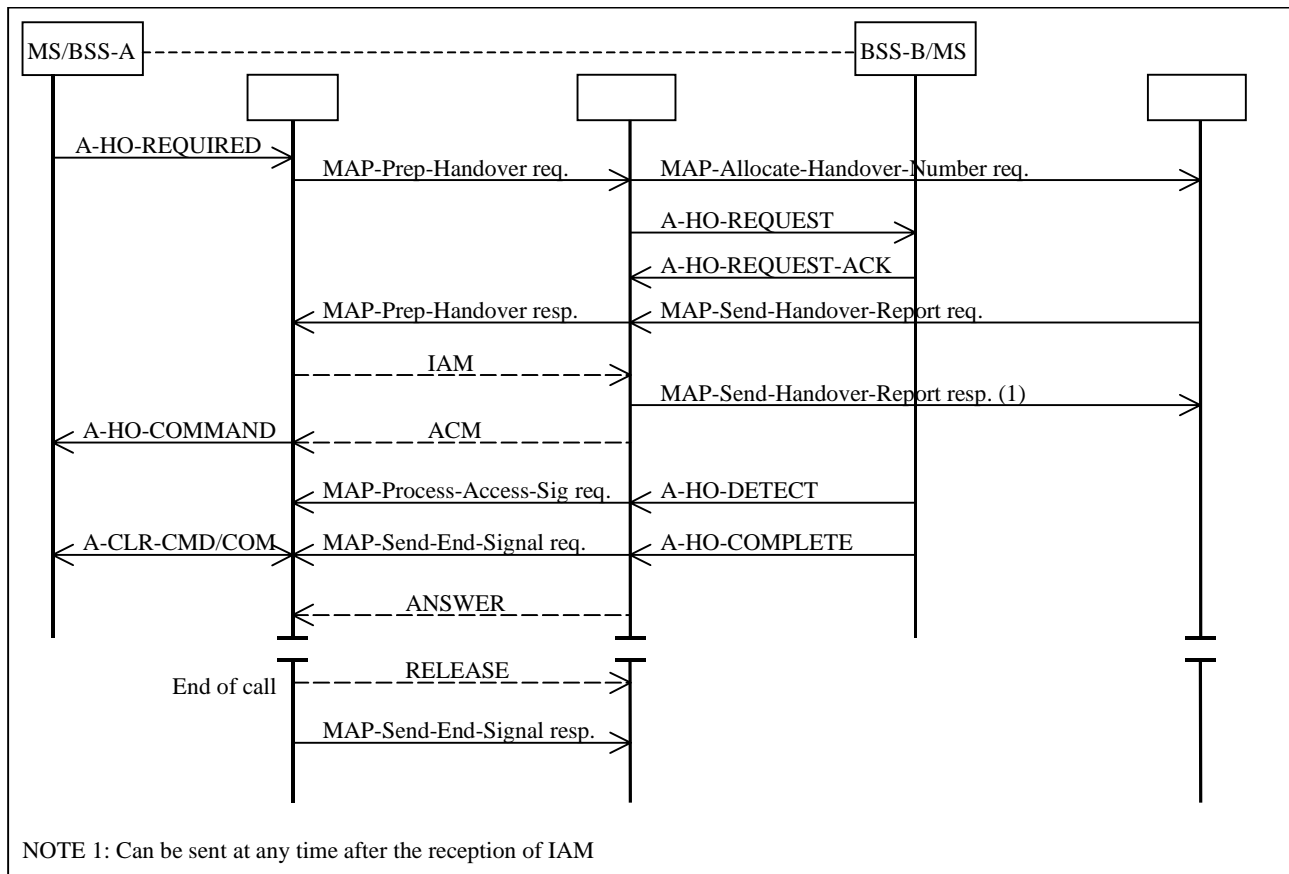 MS/BSS-A
BSS-B/MS
A-HO-REQUIRED
MAP-Prep-Handover req.
MAP-Allocate-Handover-Number req.
A-HO-REQUEST
A-HO-REQUEST-ACK
MAP-Prep-Handover resp.
MAP-Send-Handover-Report req.
IAM
MAP-Send-Handover-Report resp. (1)
A-HO-COMMAND
ACM
MAP-Process-Access-Sig req.
A-HO-DETECT
A-CLR-CMD/COM
MAP-Send-End-Signal req.
A-HO-COMPLETE
ANSWER
RELEASE
End of call
MAP-Send-End-Signal resp.
NOTE 1: Can be sent at any time after the reception of IAM